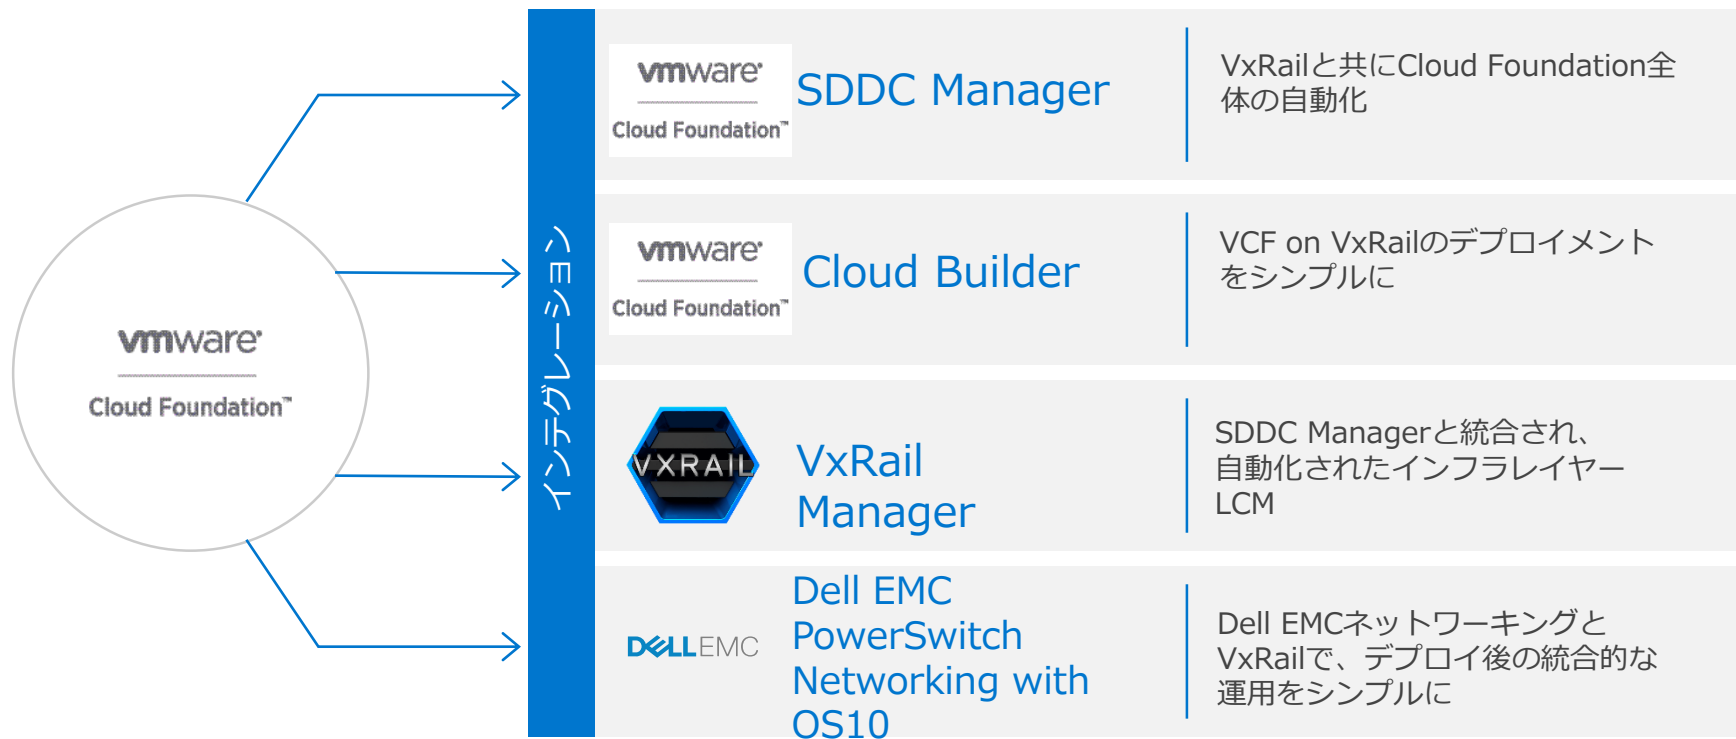 vmware®
Cloud Foundation™
インテグレーション
vmware®
Cloud Foundation™
SDDC Manager
VxRailと共にCloud Foundation全
体の自動化
vmware®
Cloud Foundation™
Cloud Builder
VCF on VxRailのデプロイメント
をシンプルに
VXRAIL
VxRail
Manager
SDDC Managerと統合され、
自動化されたインフラレイヤー
LCM
DELLEMC
Dell EMC
PowerSwitch
Networking with
OS10
Dell EMCネットワーキングと
VxRailで、デプロイ後の統合的な
運用をシンプルに